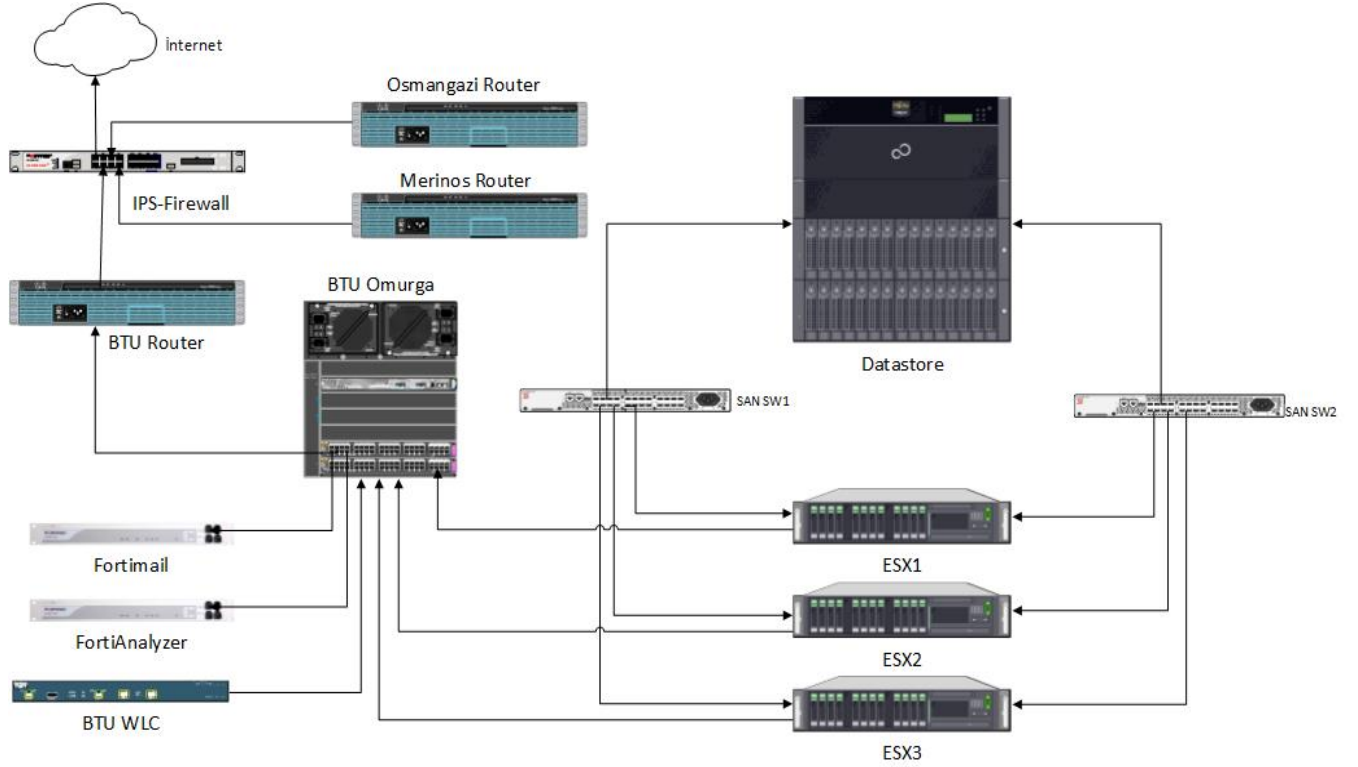 İnternet
Osmangazi Router
Merinos Router
IPS-Firewall
BTU Omurga
BTU Router
Datastore
SAN SW1
SAN SW2
Fortimail
ESX1
FortiAnalyzer
ESX2
BTU WLC
ESX3